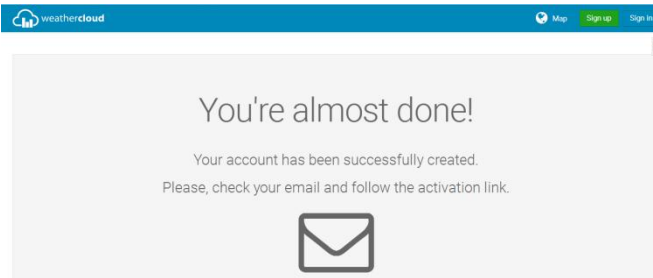 weathercloud Map Sign up Sign in
You're almost done!
Your account has been successfully created.
Please, check your email and follow the activation link.